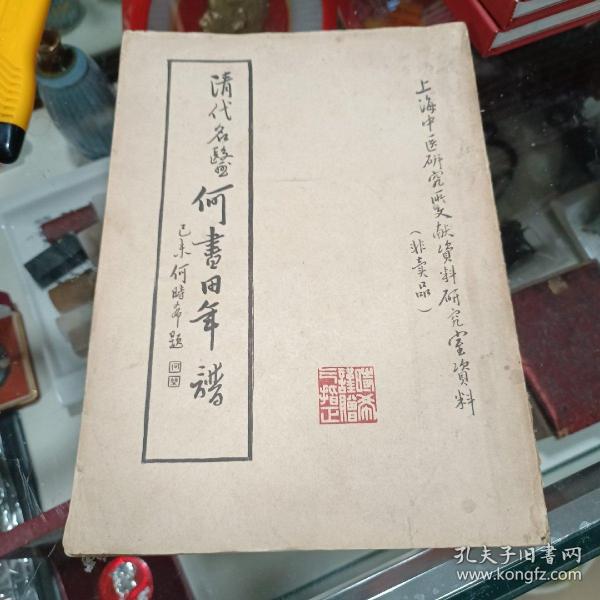 上海中医研究所文献資料研究室資料
（非卖品）
清代名醫何書田年譜
己未何時希題
孔夫子旧书网
www.kongfz.com